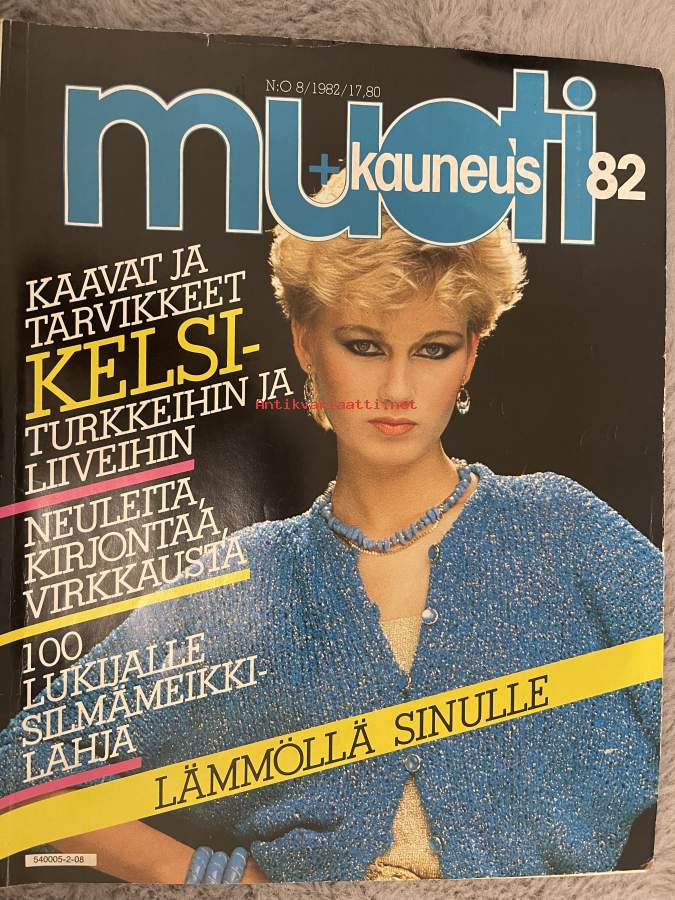 N:O 8/1982/17,80
muoti
+kauneus 82
KAAVAT JA
TARVIKKEET
KELSI-
TURKKEIHIN JA
LIIVEIHIN
NEULEITA,
KIRJONTAA,
VIRKKAUSTA
100
LUKIJALLE
SILMÄMEIKKI-
LAHJA
LÄMMÖLLÄ SINULLE
540005-2-08
Antikvariaatti.net